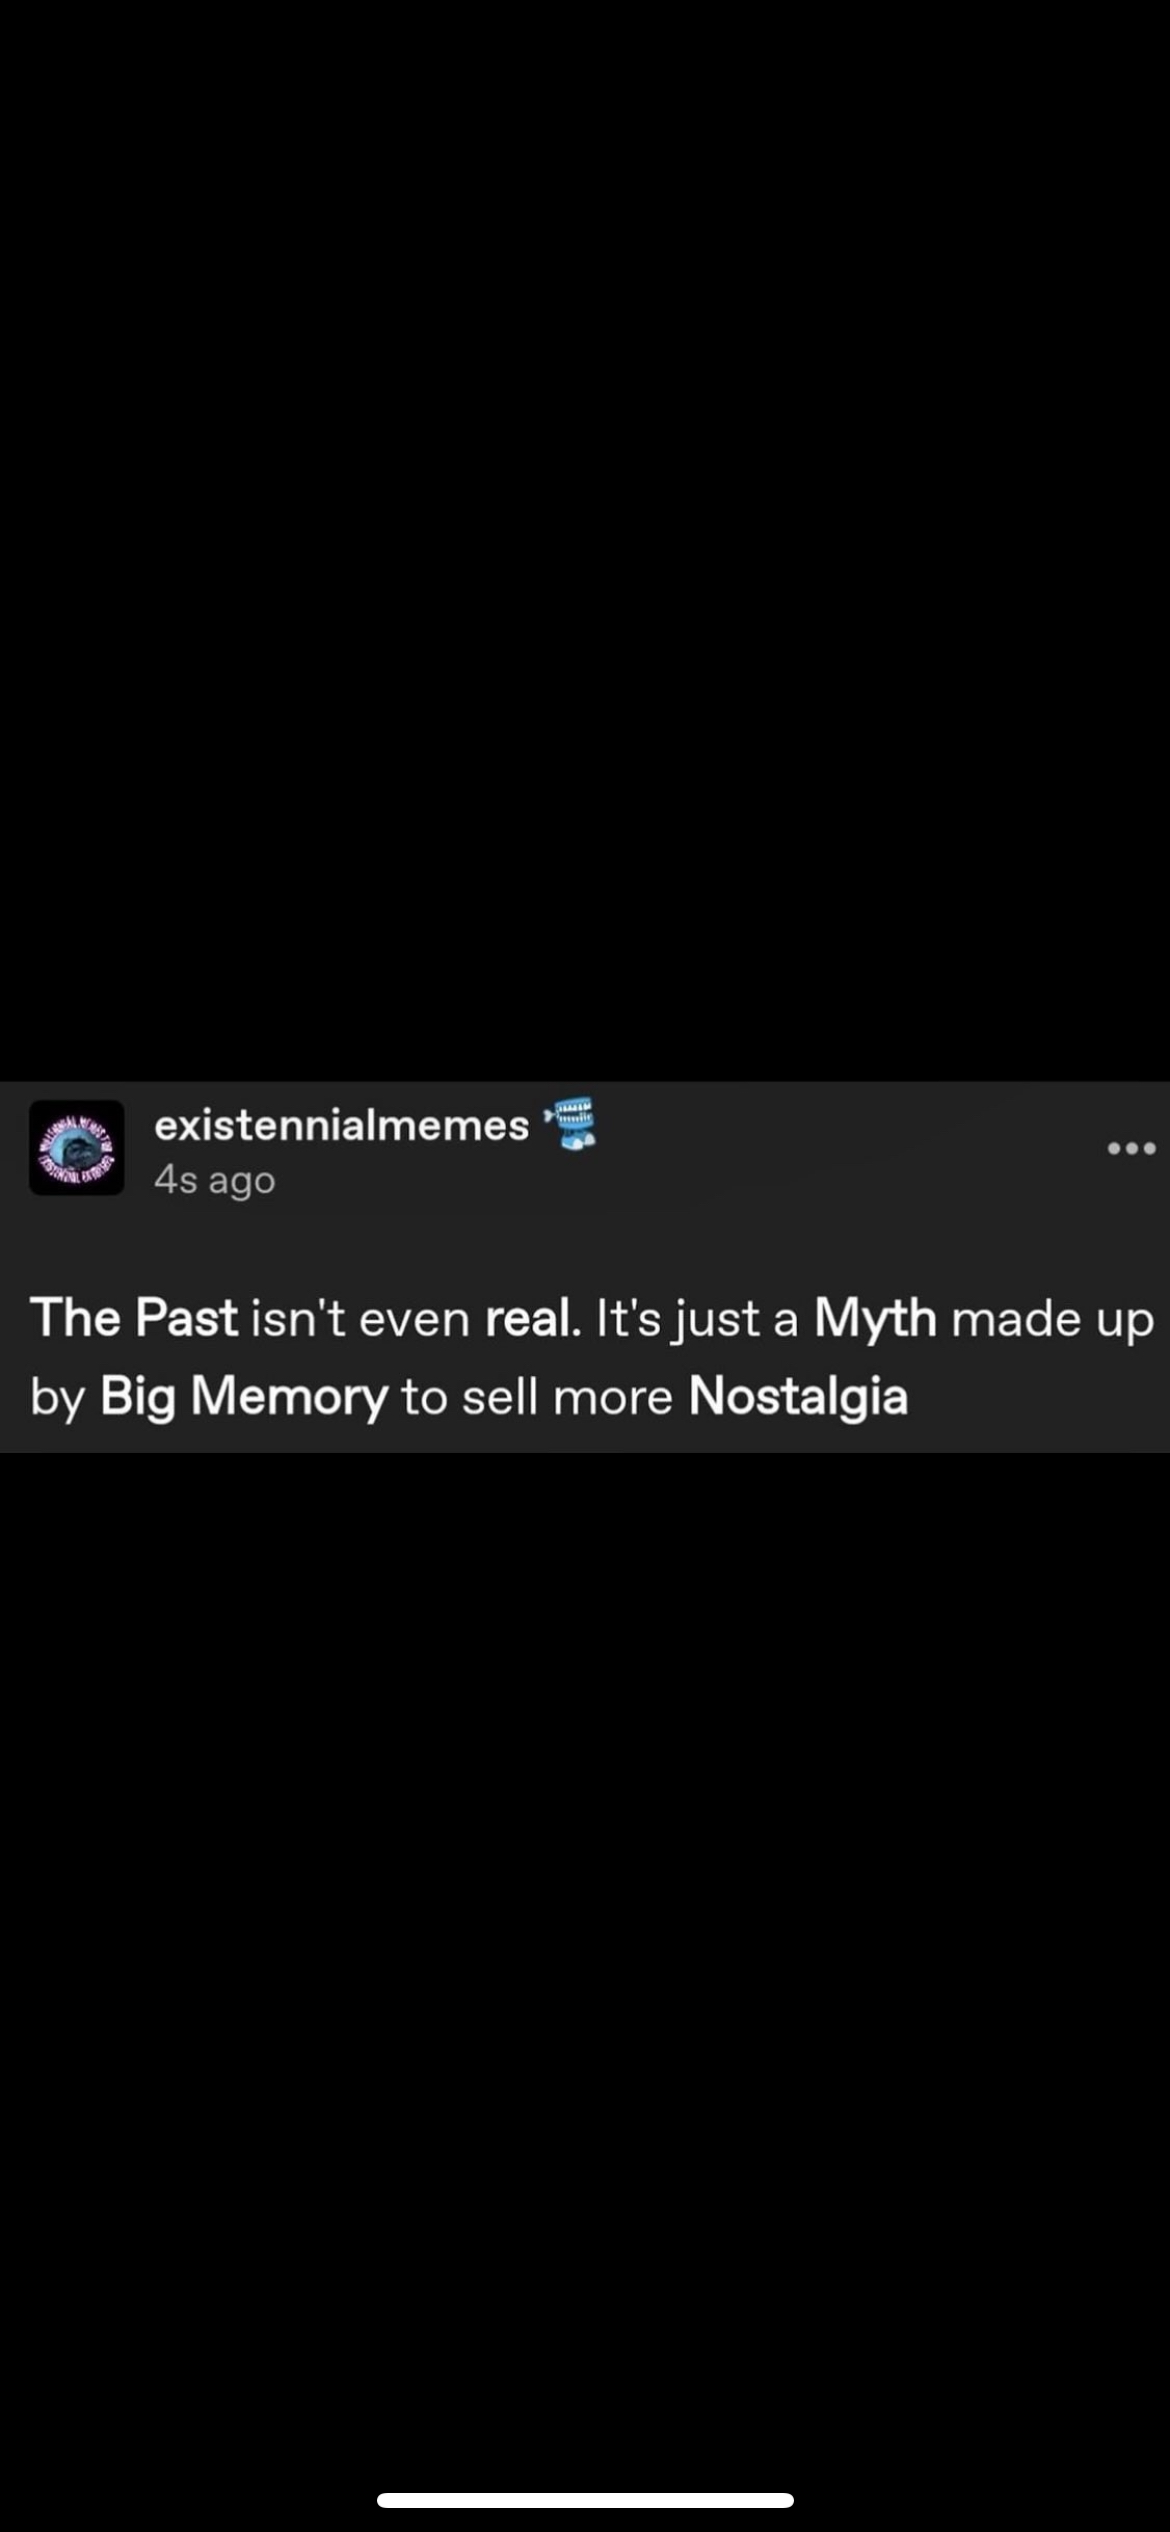 existennialmemes
4s ago
The Past isn't even real. It's just a Myth made up
by Big Memory to sell more Nostalgia